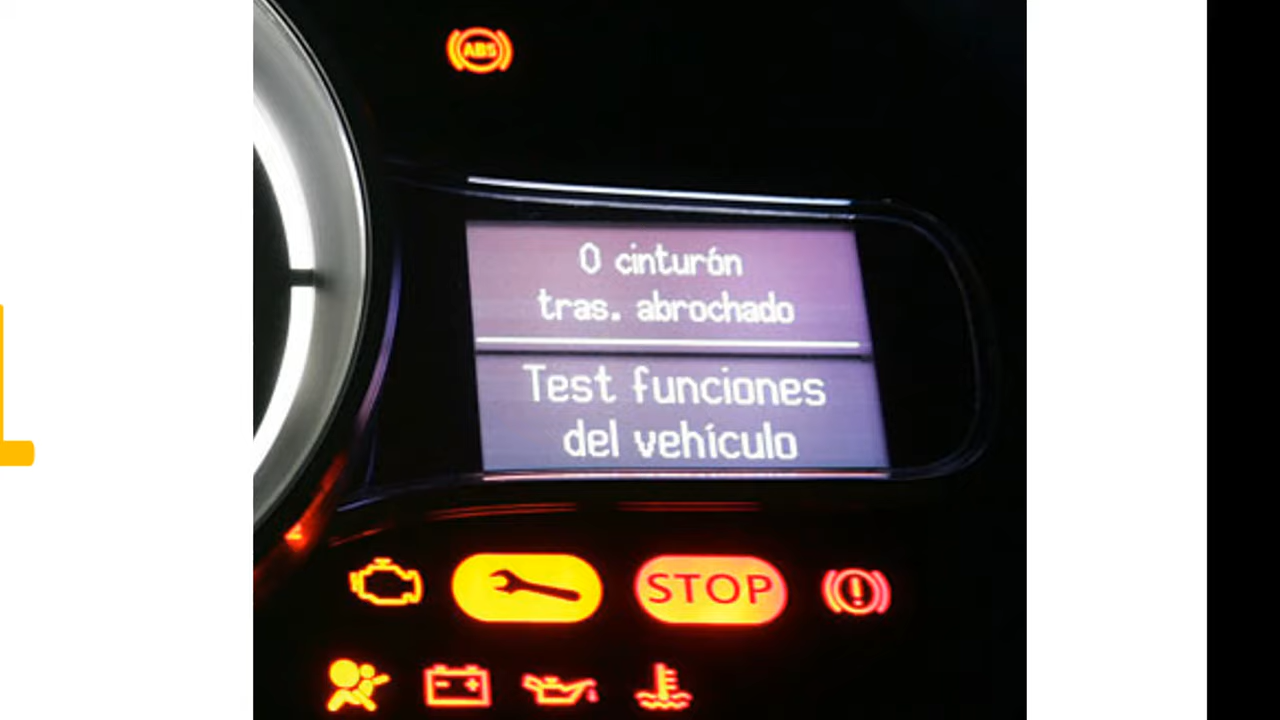 ABS
0 cinturón
tras. abrochado
Test funciones
del vehículo
STOP